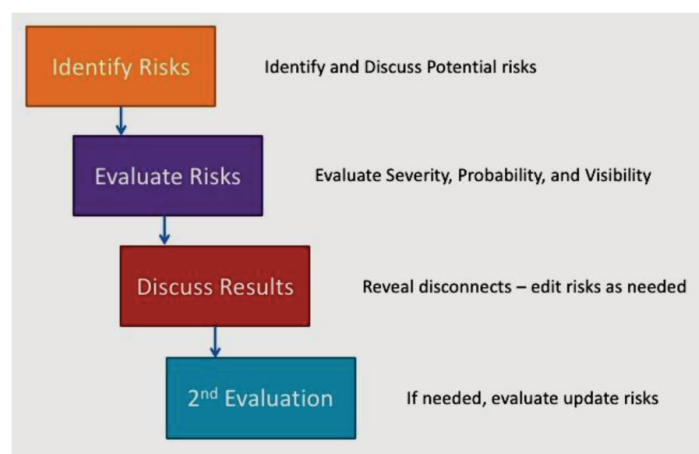 Identify Risks
Identify and Discuss Potential risks
Evaluate Risks
Evaluate Severity, Probability, and Visibility
Discuss Results
Reveal disconnects – edit risks as needed
2nd Evaluation
If needed, evaluate update risks